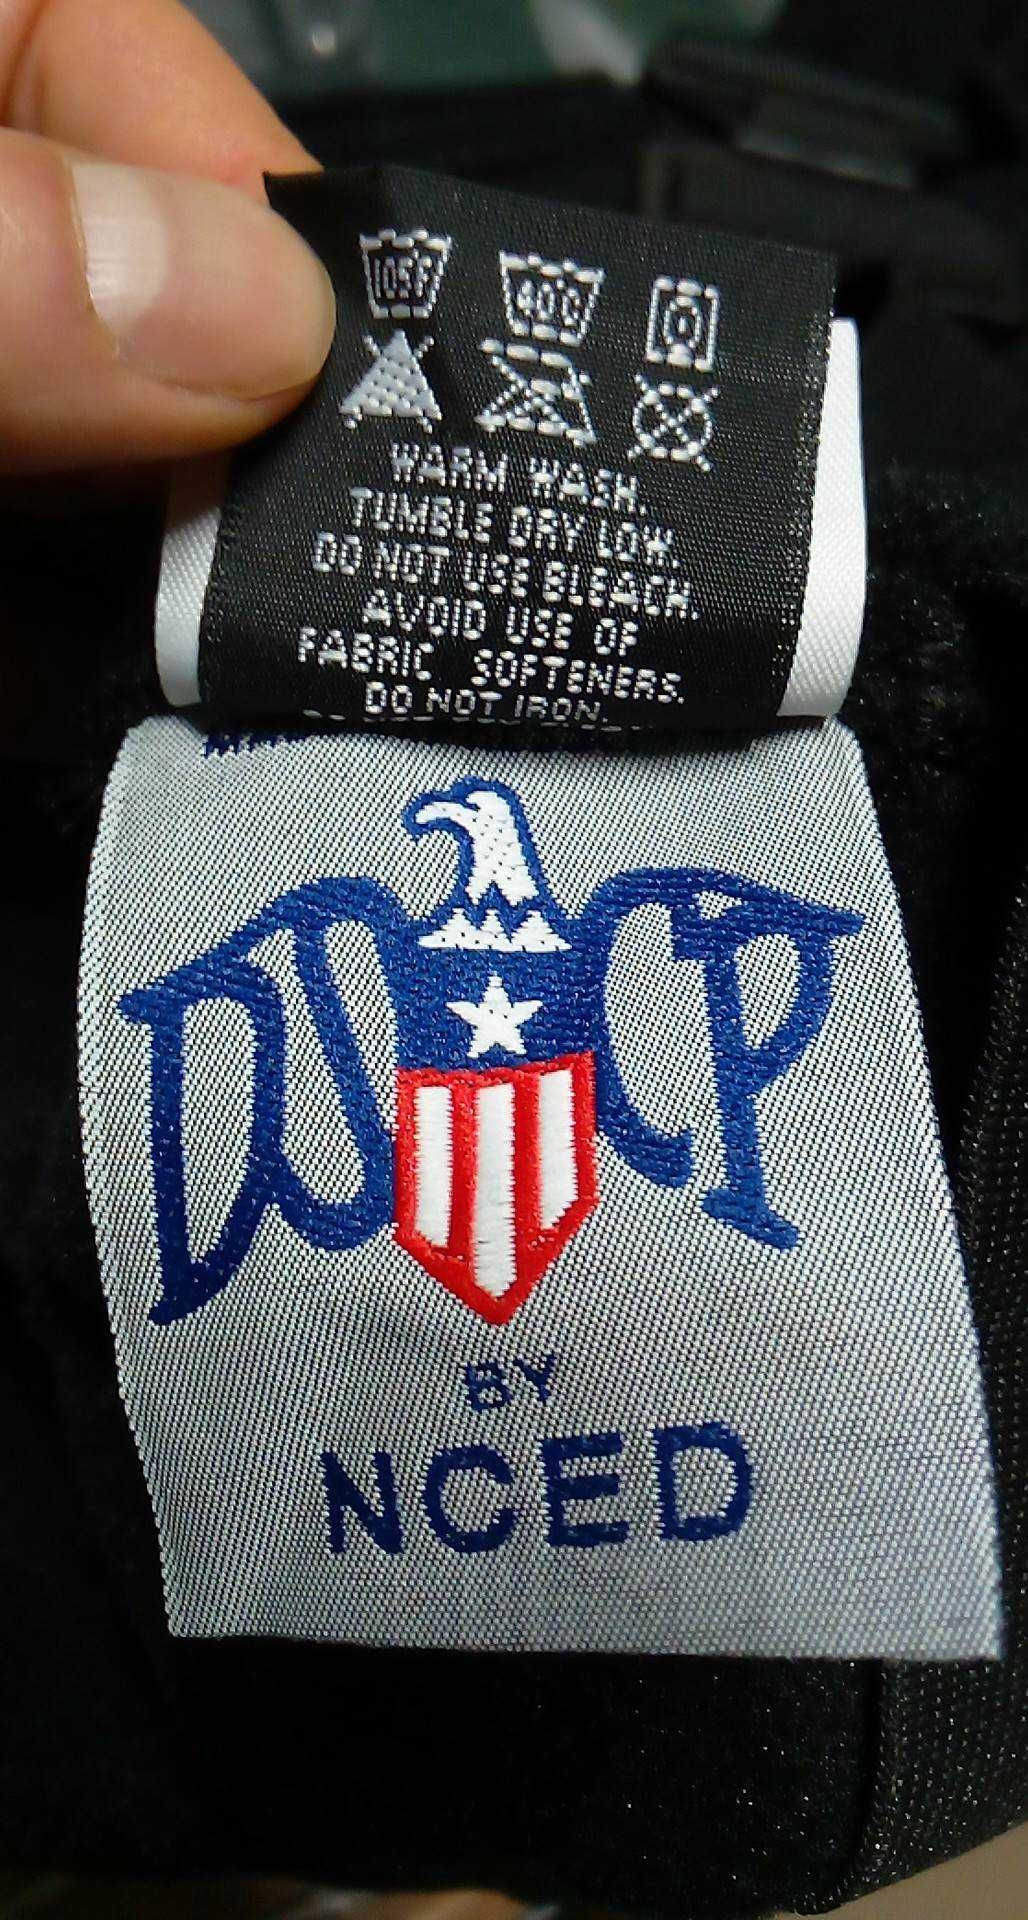 105F 40C
WARM WASH.
TUMBLE DRY LOW.
DO NOT USE BLEACH.
AVOID USE OF
FABRIC SOFTENERS.
DO NOT IRON.
DSCP
BY
NCED